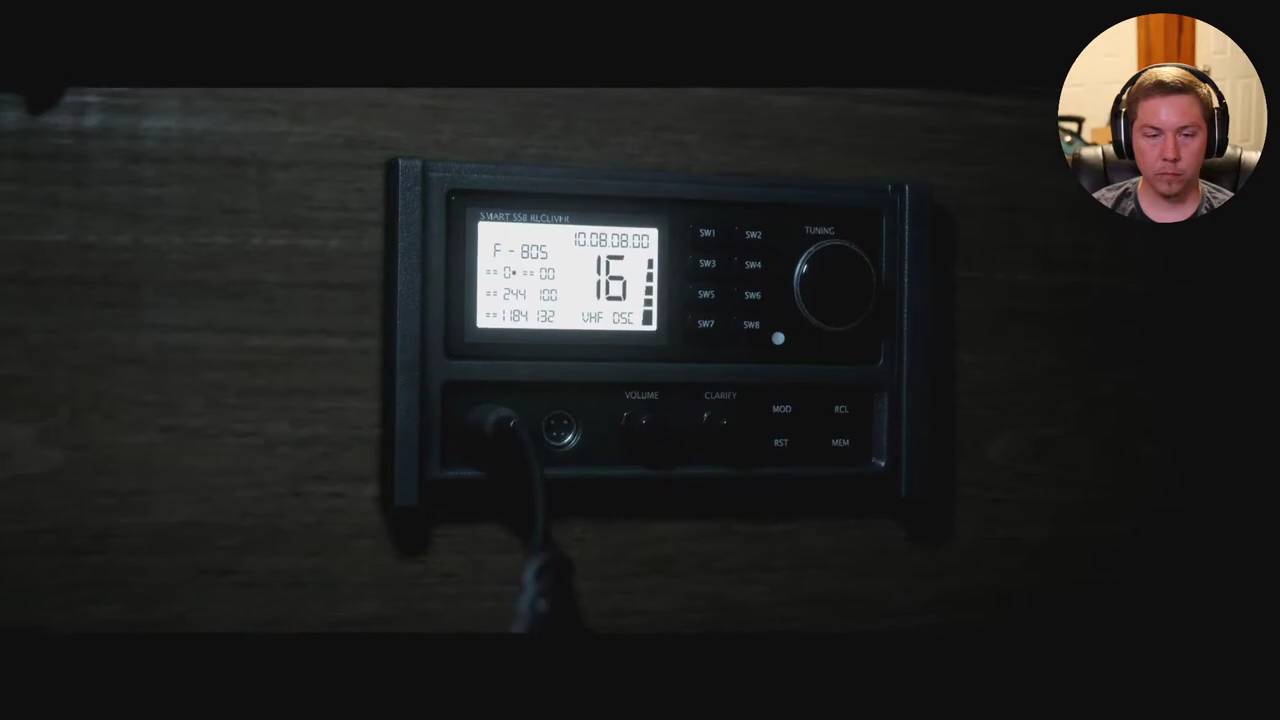 SMART SSB RECEIVER
10.08.08.00
F - 805
16
== 0* == 00
== 244 100
== 1184 132
VHF DSC
SW1 SW2
SW3 SW4
SW5 SW6
SW7 SW8
TUNING
VOLUME
CLARIFY
MOD RCL
RST MEM